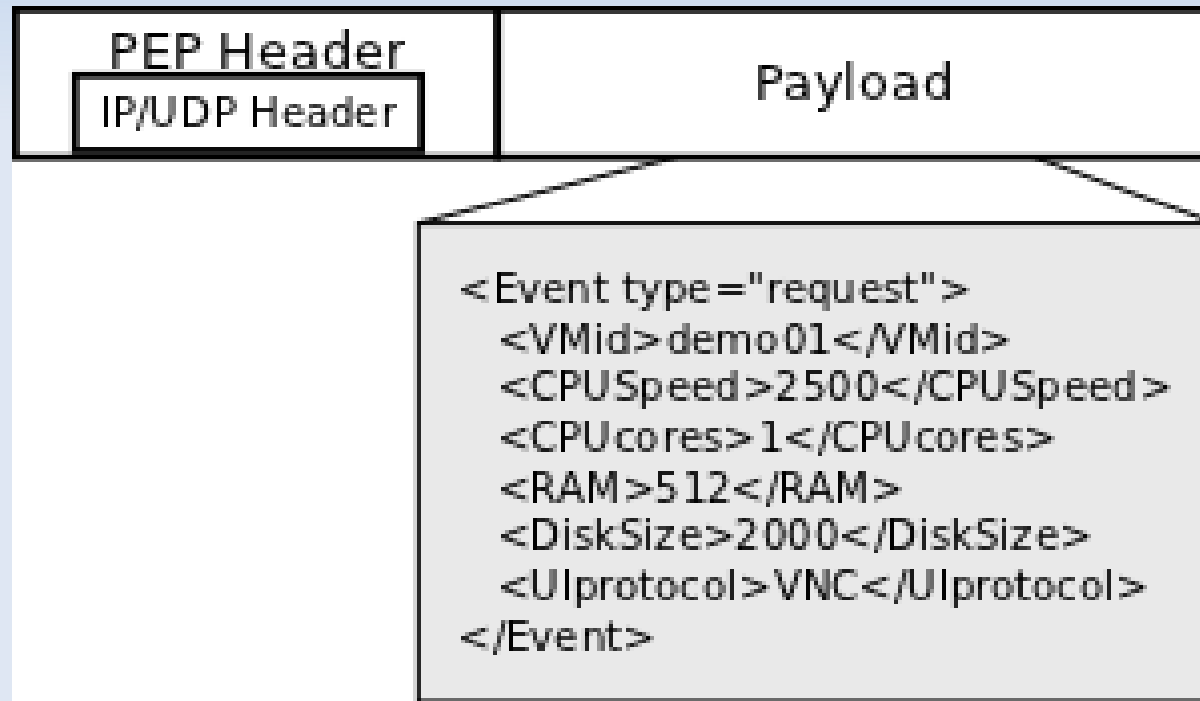 PEP Header
IP/UDP Header
Payload
<Event type="request">
<VMid>demo01</VMid>
<CPUSpeed>2500</CPUSpeed>
<CPUcores>1</CPUcores>
<RAM>512</RAM>
<DiskSize>2000</DiskSize>
<UIprotocol>VNC</UIprotocol>
</Event>